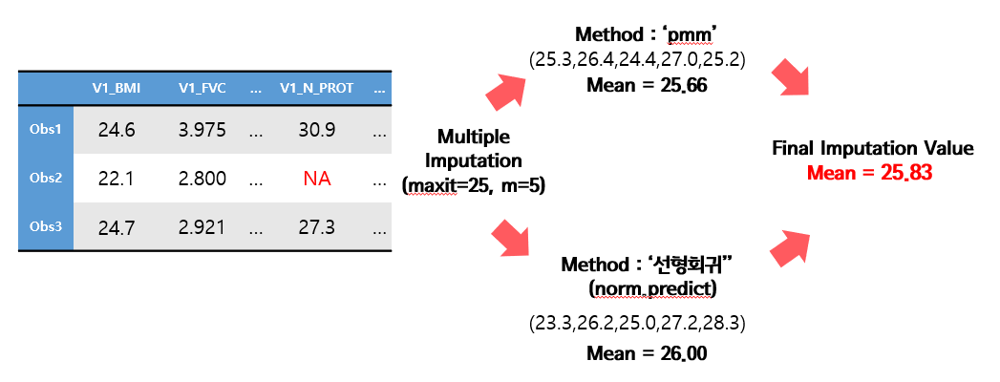 V1_BMI V1_FVC ... V1_N_PROT ...
Obs1 24.6 3.975 ... 30.9 ...
Obs2 22.1 2.800 ... NA ...
Obs3 24.7 2.921 ... 27.3 ...
Multiple
Imputation
(maxit=25, m=5)
Method : ‘pmm’
(25.3,26.4,24.4,27.0,25.2)
Mean = 25.66
Method : ‘선형회귀’’
(norm.predict)
(23.3,26.2,25.0,27.2,28.3)
Mean = 26.00
Final Imputation Value
Mean = 25.83